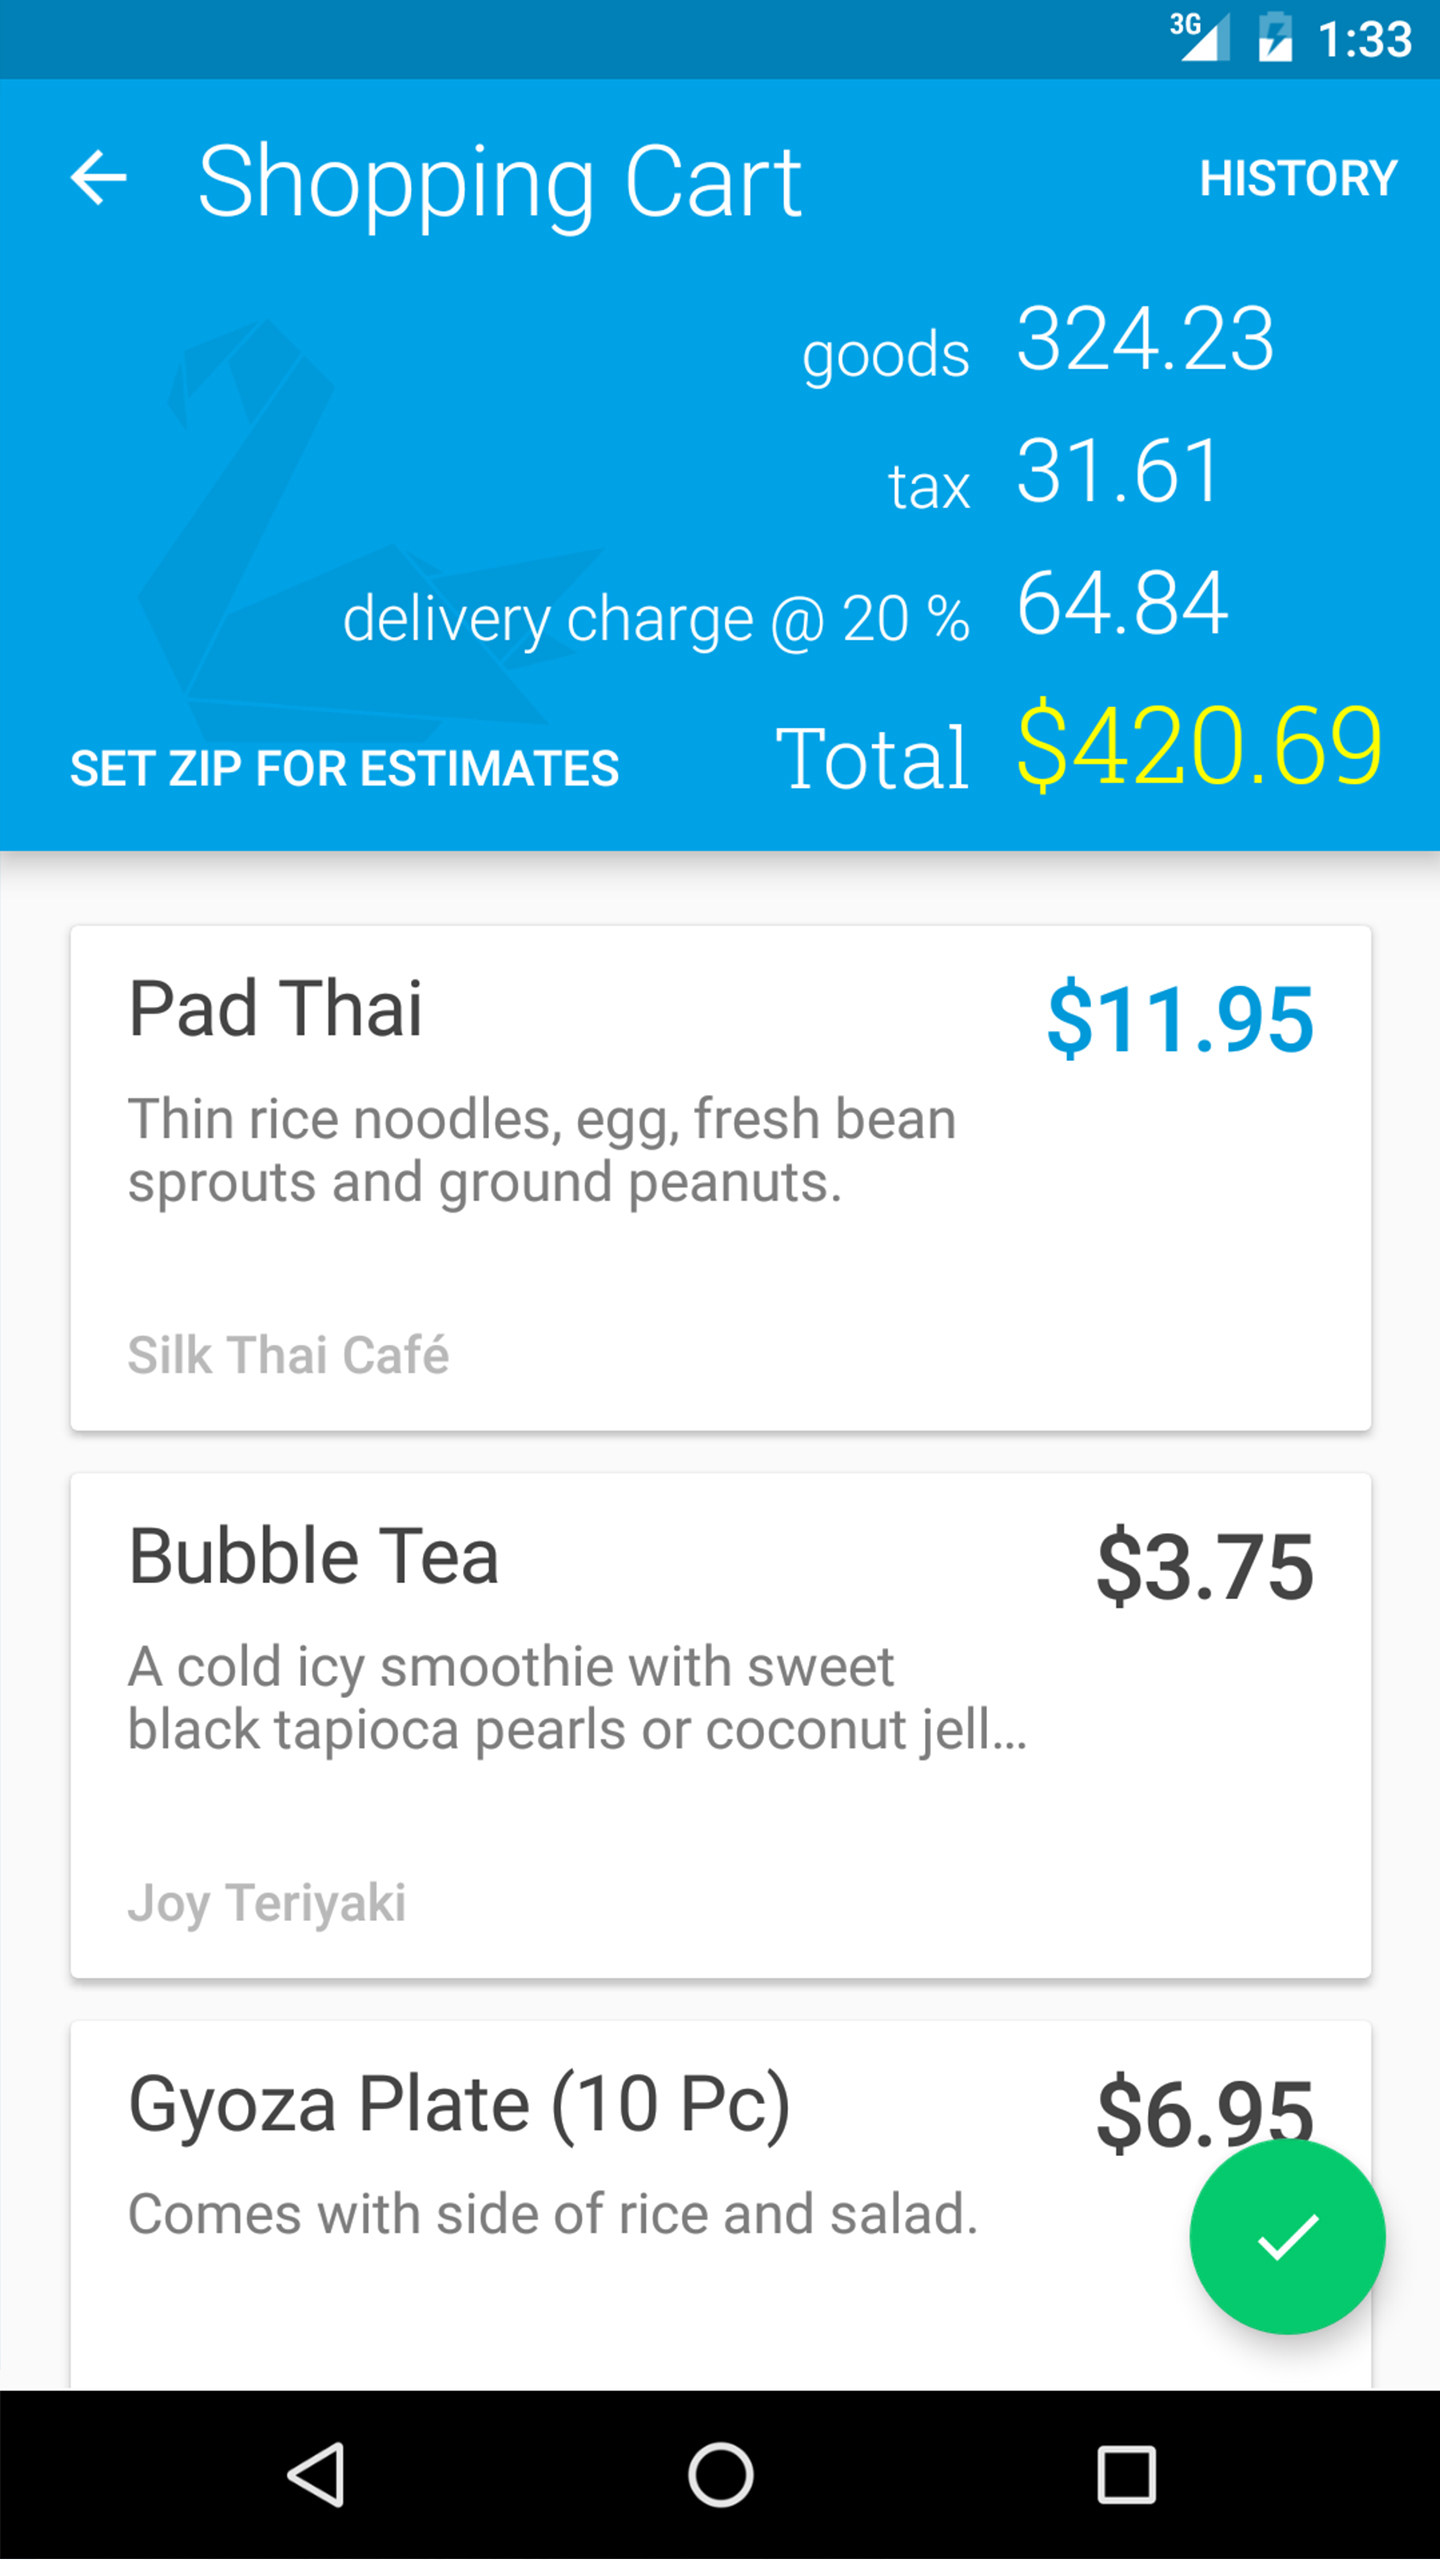 3G 1:33
Shopping Cart HISTORY
goods 324.23
tax 31.61
delivery charge @ 20 % 64.84
SET ZIP FOR ESTIMATES Total $420.69
Pad Thai $11.95
Thin rice noodles, egg, fresh bean
sprouts and ground peanuts.
Silk Thai Café
Bubble Tea $3.75
A cold icy smoothie with sweet
black tapioca pearls or coconut jell…
Joy Teriyaki
Gyoza Plate (10 Pc) $6.95
Comes with side of rice and salad.